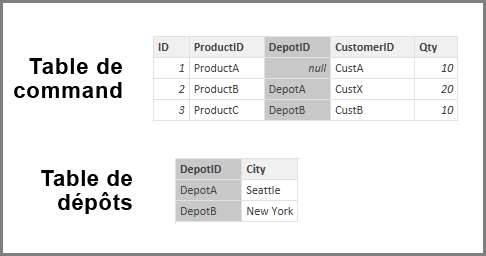 Table de
command
ID ProductID DepotID CustomerID Qty
1 ProductA null CustA 10
2 ProductB DepotA CustX 20
3 ProductC DepotB CustB 10
Table de
dépôts
DepotID City
DepotA Seattle
DepotB New York